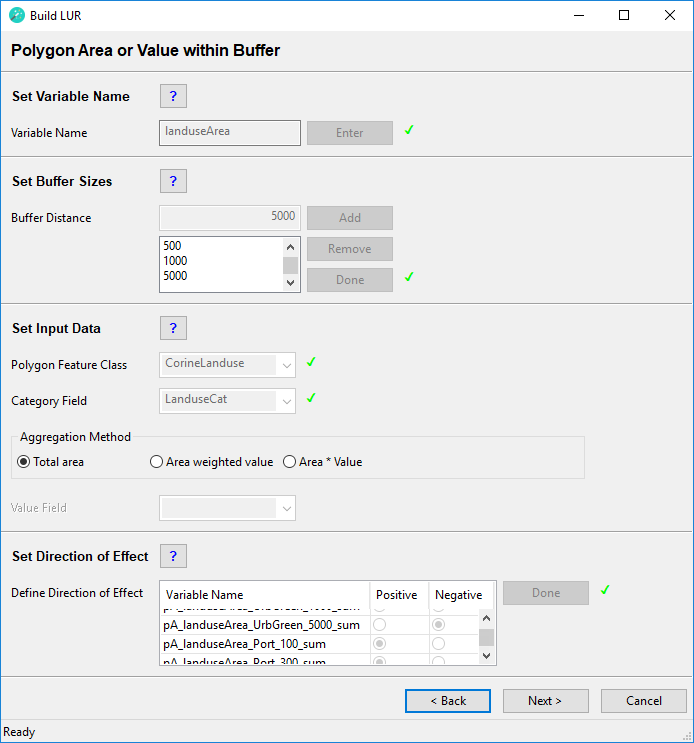 Build LUR
Polygon Area or Value within Buffer
Set Variable Name ?
Variable Name landuseArea Enter
Set Buffer Sizes ?
Buffer Distance 5000 Add
500
1000
5000
Remove
Done
Set Input Data ?
Polygon Feature Class CorineLanduse
Category Field LanduseCat
Aggregation Method
Total area Area weighted value Area * Value
Value Field
Set Direction of Effect ?
Define Direction of Effect Variable Name Positive Negative Done
pA_landuseArea_UrbGreen_1000_sum
pA_landuseArea_UrbGreen_5000_sum
pA_landuseArea_Port_100_sum
pA_landuseArea_Port_300_sum
< Back Next > Cancel
Ready